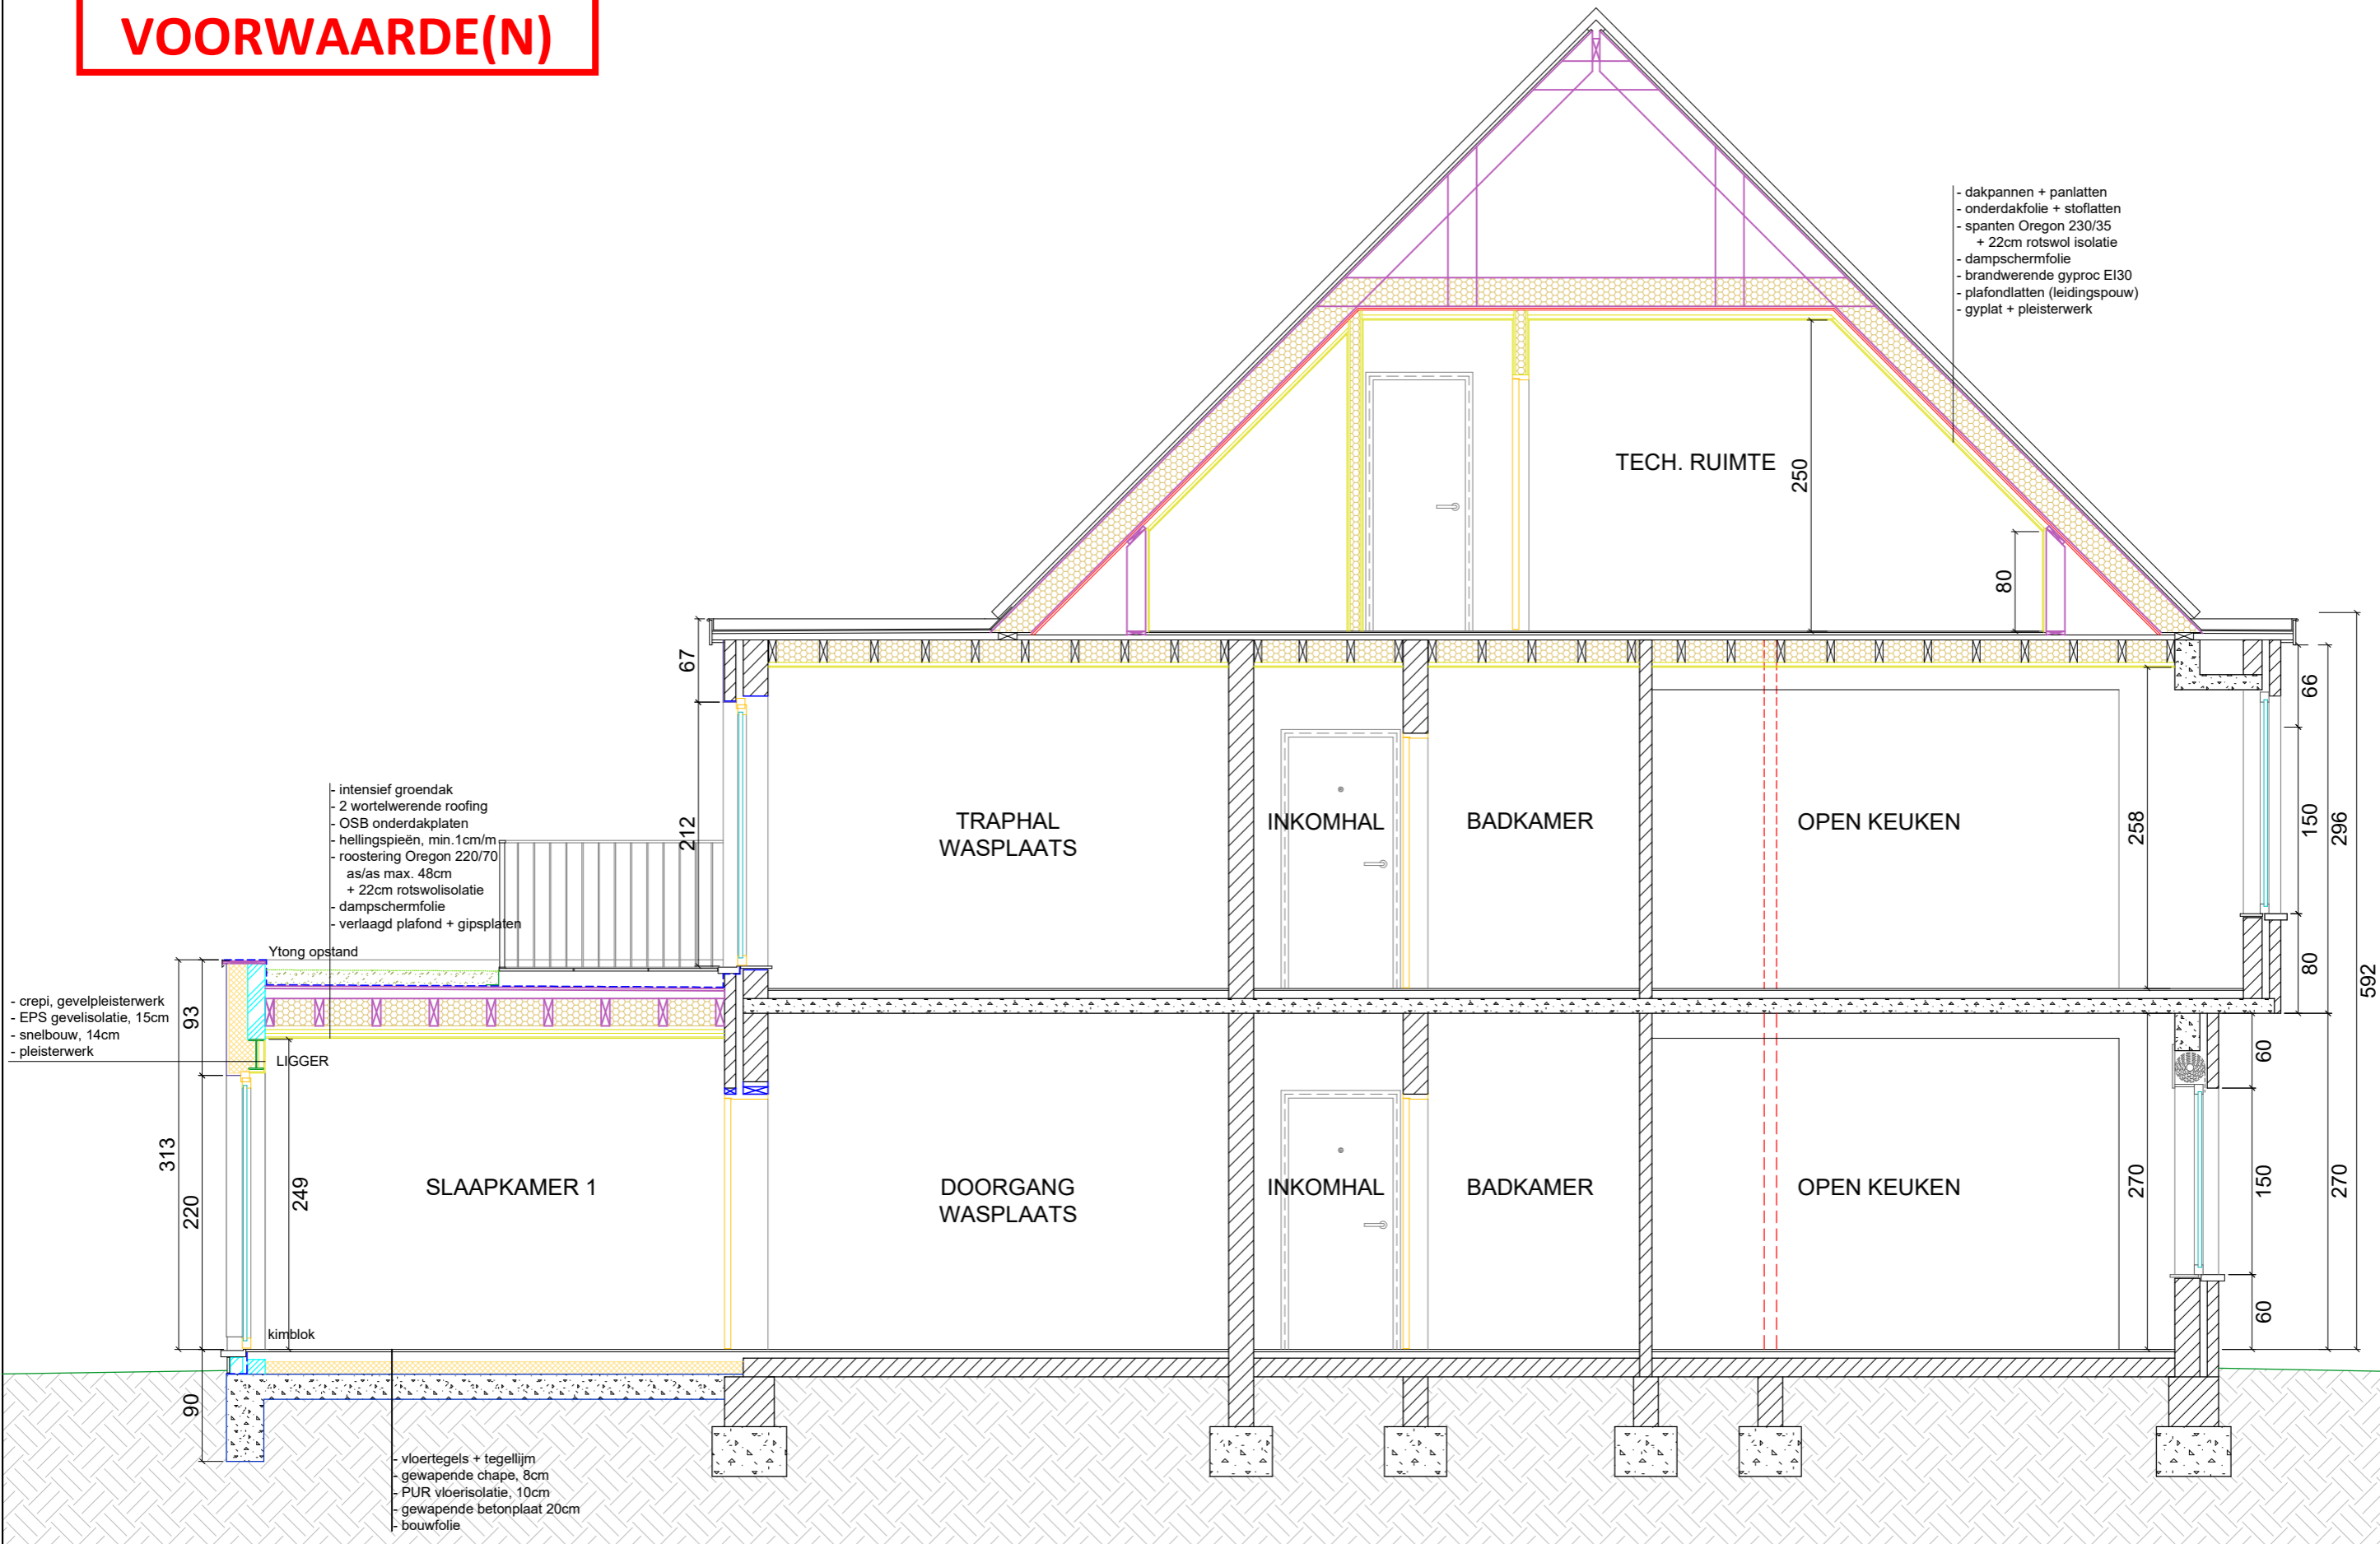 VOORWAARDE(N)
- dakpannen + panlatten
- onderdakfolie + stoflatten
- spanten Oregon 230/35
+ 22cm rotswol isolatie
- dampschermfolie
- brandwerende gyproc EI30
- plafondlatten (leidingspouw)
- gyplat + pleisterwerk
TECH. RUIMTE
250
80
67
212
66
150
80
296
592
258
- intensief groendak
- 2 wortelwerende roofing
- OSB onderdakplaten
- hellingspieën, min.1cm/m
- roostering Oregon 220/70
as/as max. 48cm
+ 22cm rotswolisolatie
- dampschermfolie
- verlaagd plafond + gipsplaten
TRAPHAL
WASPLAATS
INKOMHAL
BADKAMER
OPEN KEUKEN
Ytong opstand
- crepi, gevelpleisterwerk
- EPS gevelisolatie, 15cm
- snelbouw, 14cm
- pleisterwerk
93
LIGGER
313
220
249
SLAAPKAMER 1
DOORGANG
WASPLAATS
INKOMHAL
BADKAMER
OPEN KEUKEN
270
60
150
60
270
kimblok
90
- vloertegels + tegellijm
- gewapende chape, 8cm
- PUR vloerisolatie, 10cm
- gewapende betonplaat 20cm
- bouwfolie